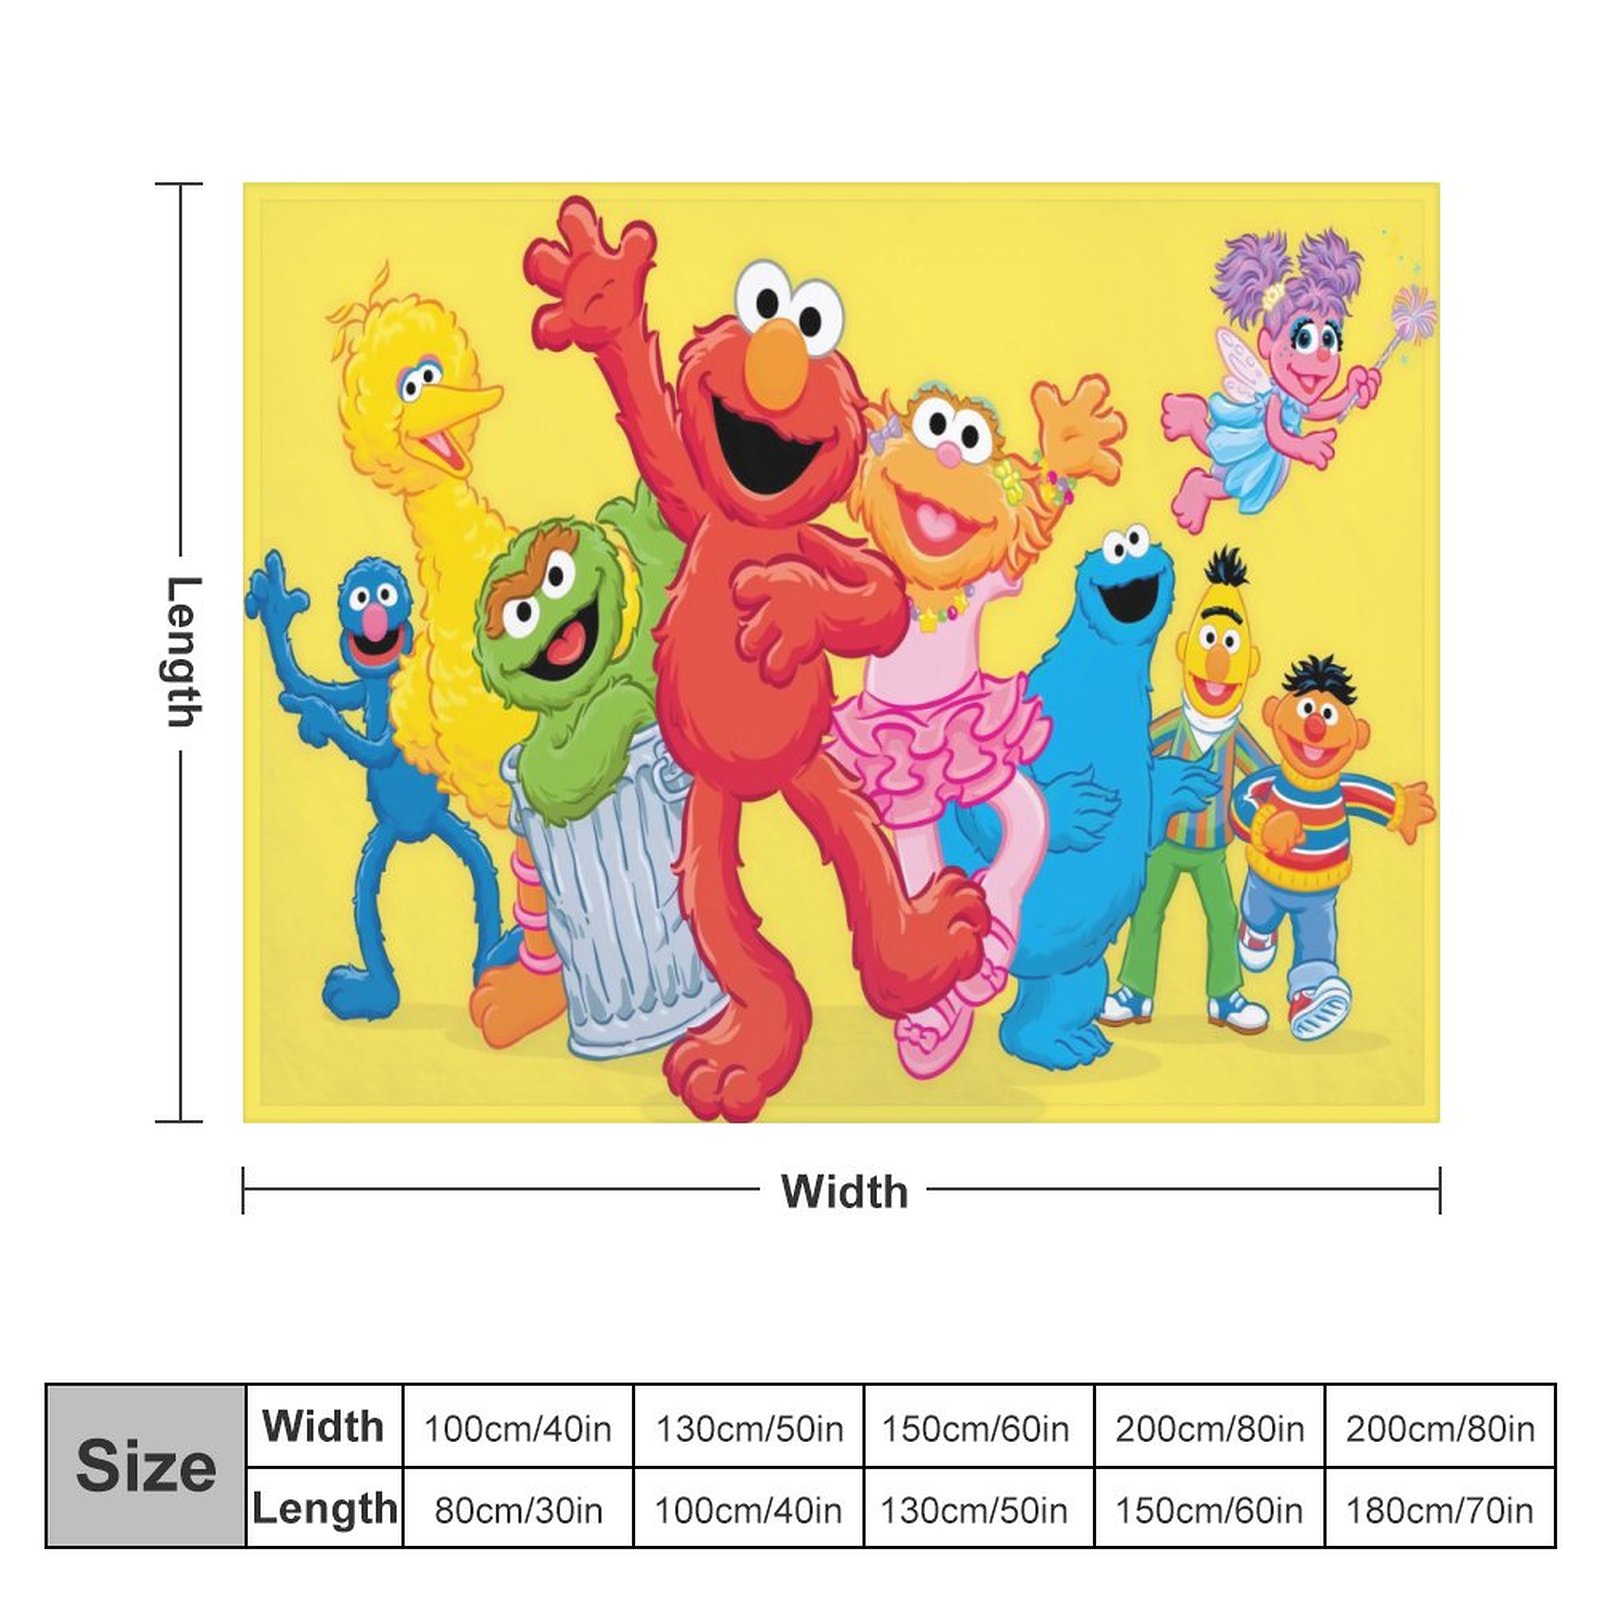 Length
Width
Size
Width 100cm/40in 130cm/50in 150cm/60in 200cm/80in 200cm/80in
Length 80cm/30in 100cm/40in 130cm/50in 150cm/60in 180cm/70in